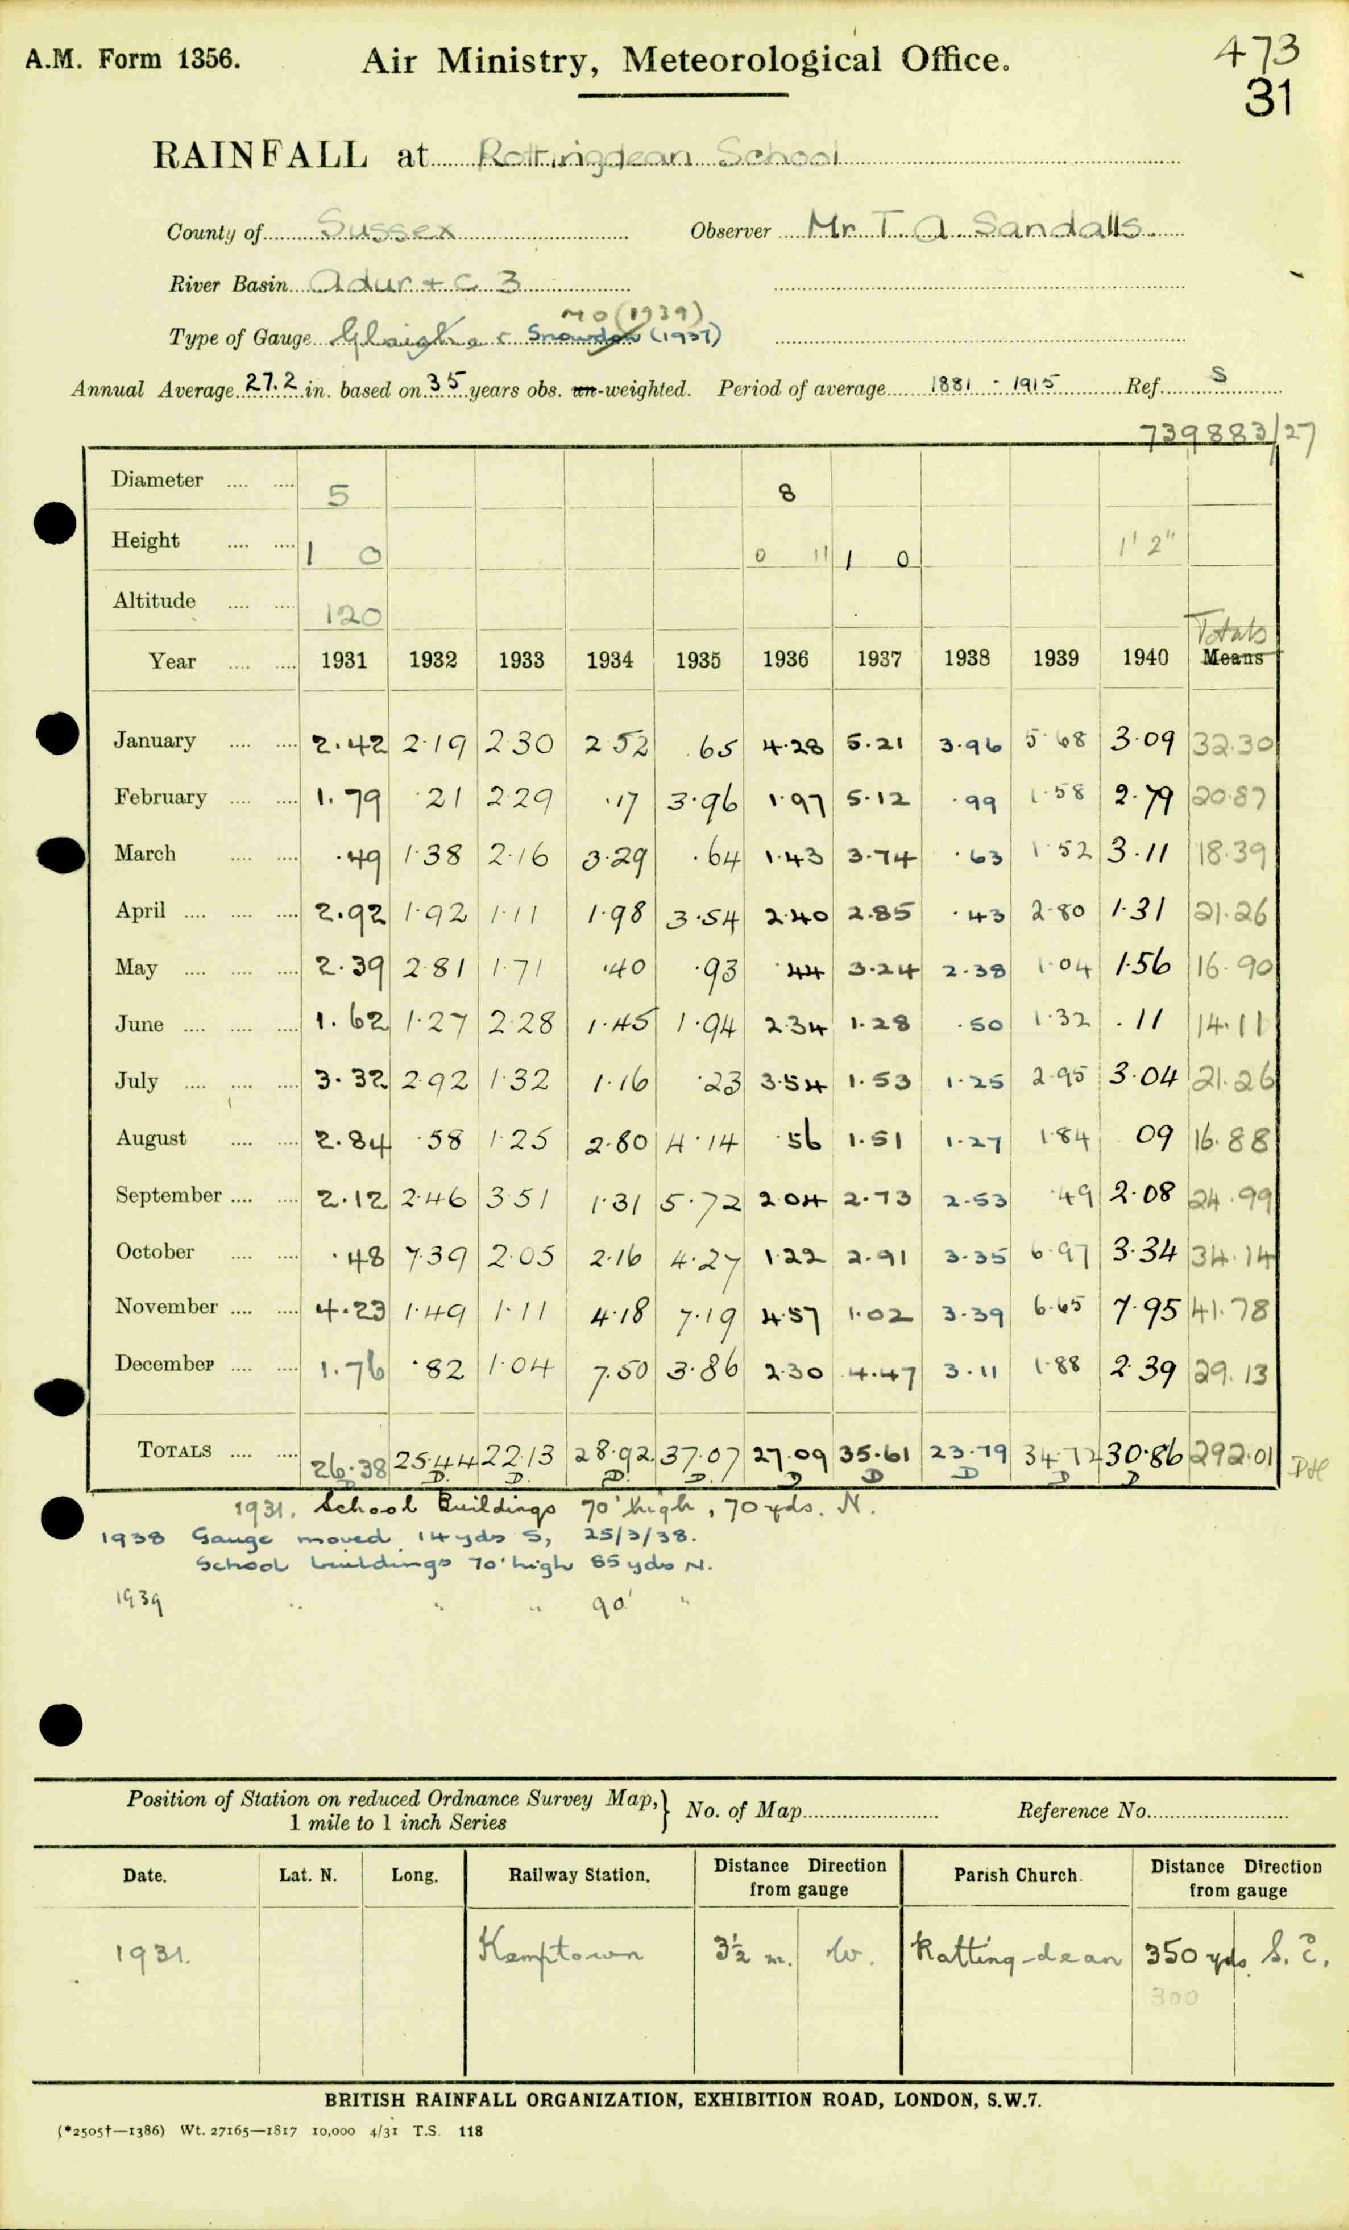 A.M. Form 1356.
Air Ministry, Meteorological Office.
473
31
RAINFALL at Rottingdean School
County of Sussex Observer Mr T. A. Sandalls.
River Basin Adur + C 3
M O (1939)
Type of Gauge Glaisher c Snowdon (1937)
Annual Average 27.2 in. based on 35 years obs. un-weighted. Period of average 1881 - 1915 Ref. S
739883/27
Diameter .... .... 5 8
Height .... .... 1 0 0 11 1 0 1' 2"
Altitude .... .... 120
Totals
Year .... .... 1931 1932 1933 1934 1935 1936 1937 1938 1939 1940 Means
January .... .... 2.42 2.19 2.30 2.52 .65 4.28 5.21 3.96 5.68 3.09 32.30
February .... .... 1.79 .21 2.29 .17 3.96 1.97 5.12 .99 1.58 2.79 20.87
March .... .... .49 1.38 2.16 3.29 .64 1.43 3.74 .63 1.52 3.11 18.39
April .... .... .... 2.92 1.92 1.11 1.98 3.54 2.40 2.85 .43 2.80 1.31 21.26
May .... .... .... 2.39 2.81 1.71 .40 .93 .44 3.24 2.38 1.04 1.56 16.90
June .... .... .... 1.62 1.27 2.28 1.45 1.94 2.34 1.28 .50 1.32 .11 14.11
July .... .... .... 3.32 2.92 1.32 1.16 .23 3.54 1.53 1.25 2.95 3.04 21.26
August .... .... 2.84 .58 1.25 2.80 4.14 .56 1.51 1.27 1.84 09 16.88
September .... .... 2.12 2.46 3.51 1.31 5.72 2.04 2.73 2.53 .49 2.08 24.99
October .... .... .48 7.39 2.05 2.16 4.27 1.22 2.91 3.35 6.97 3.34 34.14
November .... .... 4.23 1.49 1.11 4.18 7.19 4.57 1.02 3.39 6.65 7.95 41.78
December .... .... 1.76 .82 1.04 7.50 3.86 2.30 4.47 3.11 1.88 2.39 29.13
TOTALS .... .... 26.38 25.44 22.13 28.92 37.07 27.09 35.61 23.79 34.72 30.86 292.01
D D. D. D. D. D D D D D
1931. School Buildings 70' high, 70 yds. N.
1938 Gauge moved 14 yds S, 25/3/38.
School buildings 70' high 85 yds N.
1939 " " " 90' "
Position of Station on reduced Ordnance Survey Map,} No. of Map Reference No.
1 mile to 1 inch Series
Date. Lat. N. Long. Railway Station. Distance Direction from gauge Parish Church. Distance Direction from gauge
1931. Kemptown 3½ m. W. Rotting-dean 350 yds. S. E.
300
BRITISH RAINFALL ORGANIZATION, EXHIBITION ROAD, LONDON, S.W.7.
(*2505†—1386) Wt. 27165—1817 10,000 4/31 T.S. 118